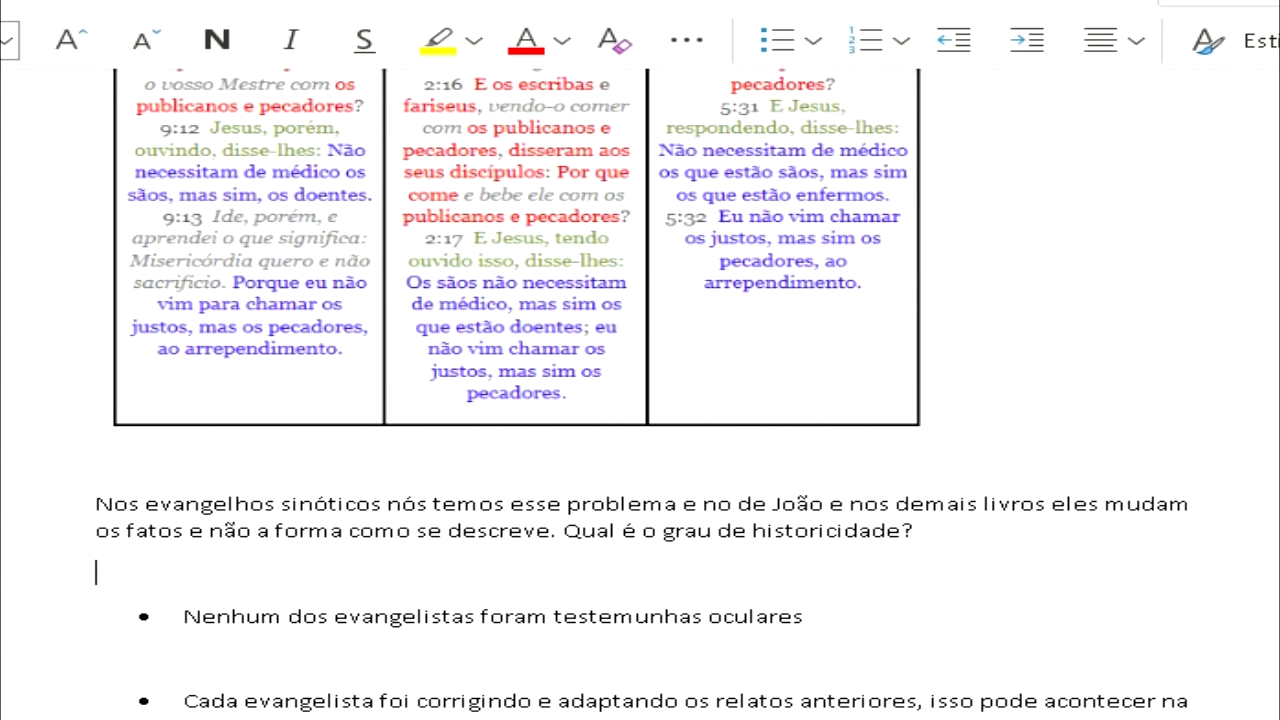 N I S A
Esti
o vosso Mestre com os
publicanos e pecadores?
9:12 Jesus, porém,
ouvindo, disse-lhes: Não
necessitam de médico os
sãos, mas sim, os doentes.
9:13 Ide, porém, e
aprendei o que significa:
Misericórdia quero e não
sacrifício. Porque eu não
vim para chamar os
justos, mas os pecadores,
ao arrependimento.
2:16 E os escribas e
fariseus, vendo-o comer
com os publicanos e
pecadores, disseram aos
seus discípulos: Por que
come e bebe ele com os
publicanos e pecadores?
2:17 E Jesus, tendo
ouvido isso, disse-lhes:
Os sãos não necessitam
de médico, mas sim os
que estão doentes; eu
não vim chamar os
justos, mas sim os
pecadores.
pecadores?
5:31 E Jesus,
respondendo, disse-lhes:
Não necessitam de médico
os que estão sãos, mas sim
os que estão enfermos.
5:32 Eu não vim chamar
os justos, mas sim os
pecadores, ao
arrependimento.
Nos evangelhos sinóticos nós temos esse problema e no de João e nos demais livros eles mudam
os fatos e não a forma como se descreve. Qual é o grau de historicidade?
• Nenhum dos evangelistas foram testemunhas oculares
• Cada evangelista foi corrigindo e adaptando os relatos anteriores, isso pode acontecer na